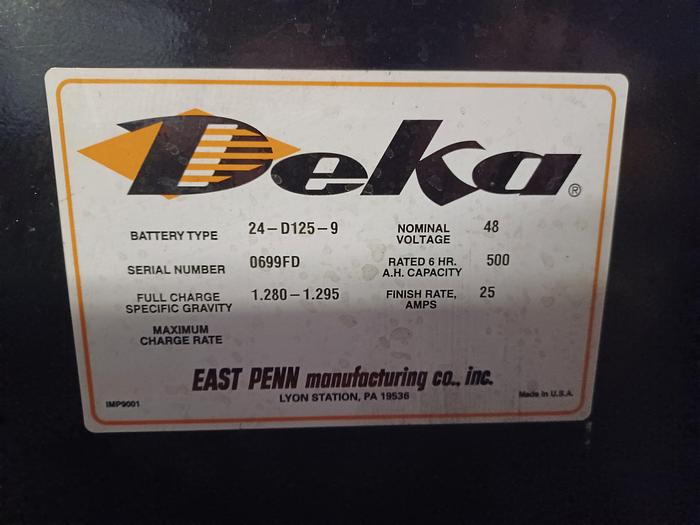 Deka®
BATTERY TYPE 24-D125-9 NOMINAL VOLTAGE 48
SERIAL NUMBER 0699FD RATED 6 HR. A.H. CAPACITY 500
FULL CHARGE SPECIFIC GRAVITY 1.280-1.295 FINISH RATE, AMPS 25
MAXIMUM CHARGE RATE
EAST PENN manufacturing co., inc.
LYON STATION, PA 19536
IMP9001 Made in U.S.A.